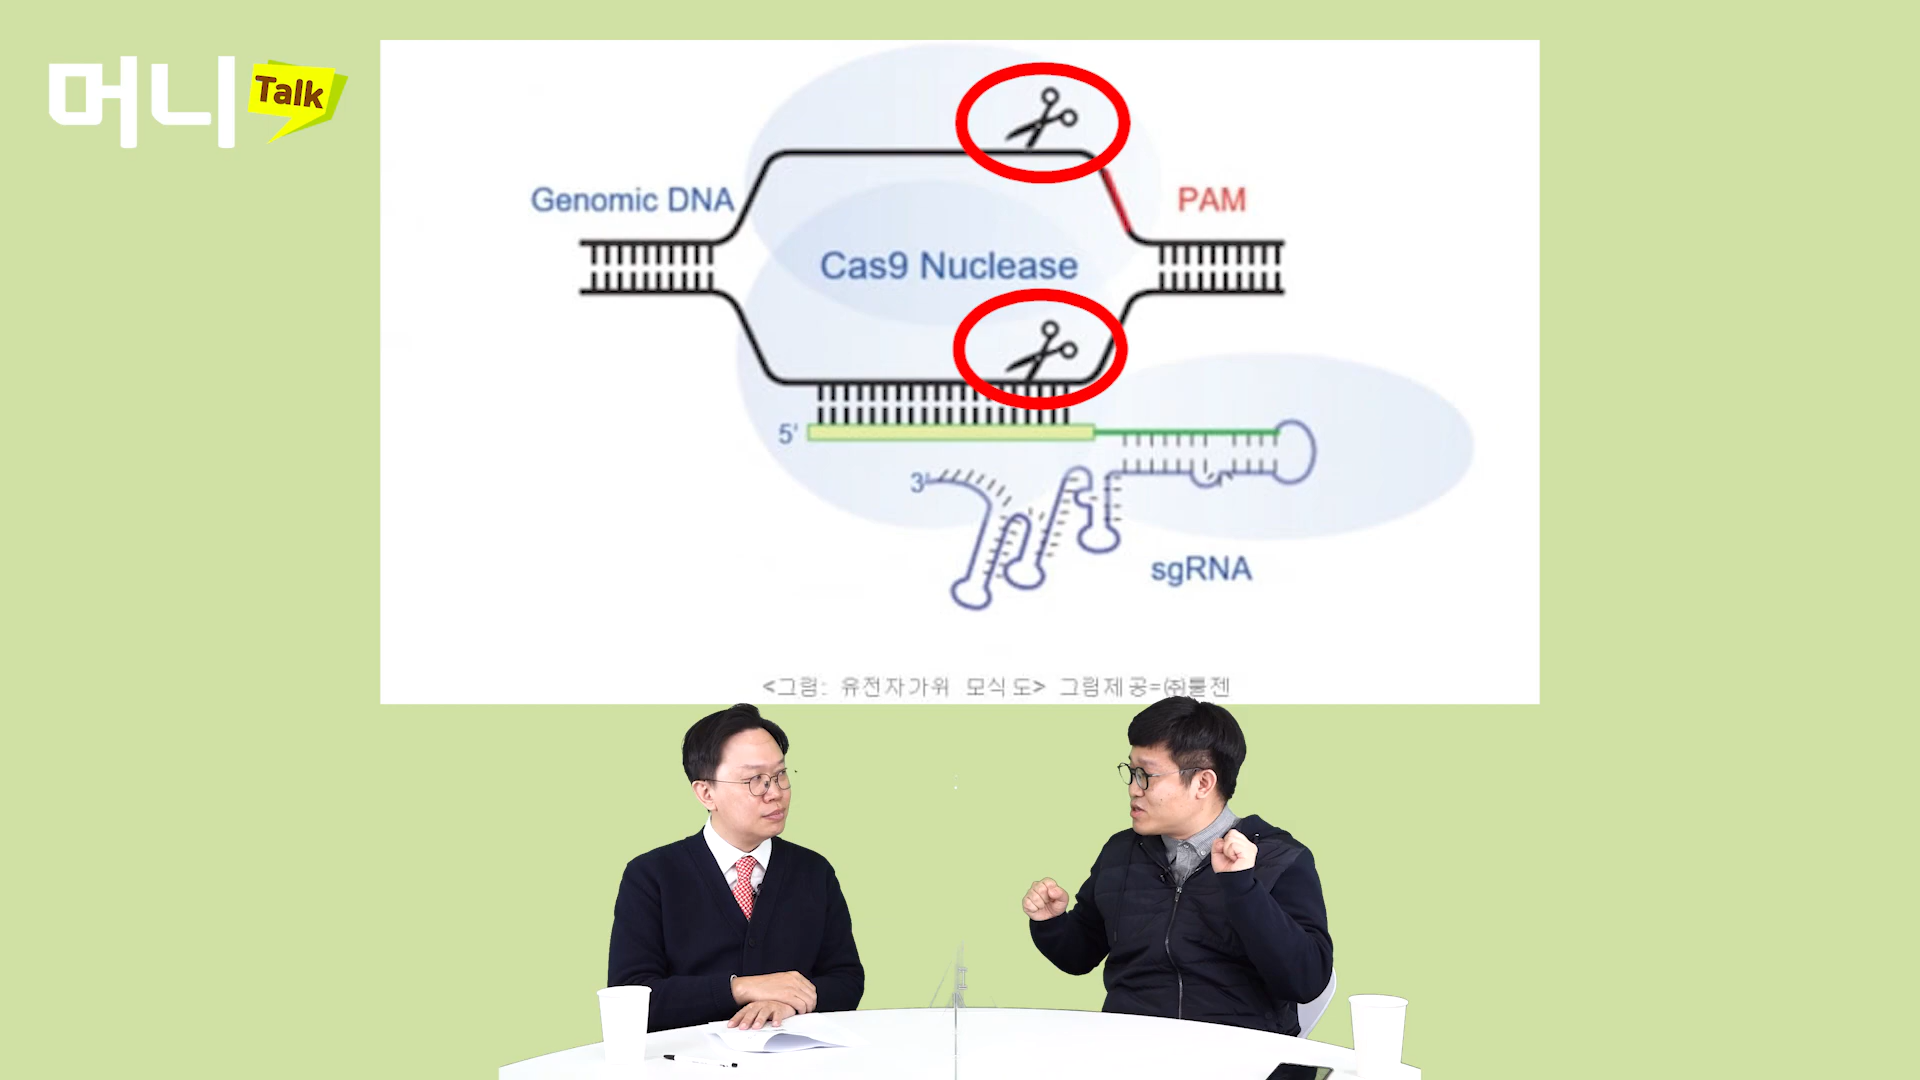 머니 Talk
Genomic DNA
PAM
Cas9 Nuclease
5'
3'
sgRNA
<그림: 유전자가위 모식도> 그림제공=㈜툴젠